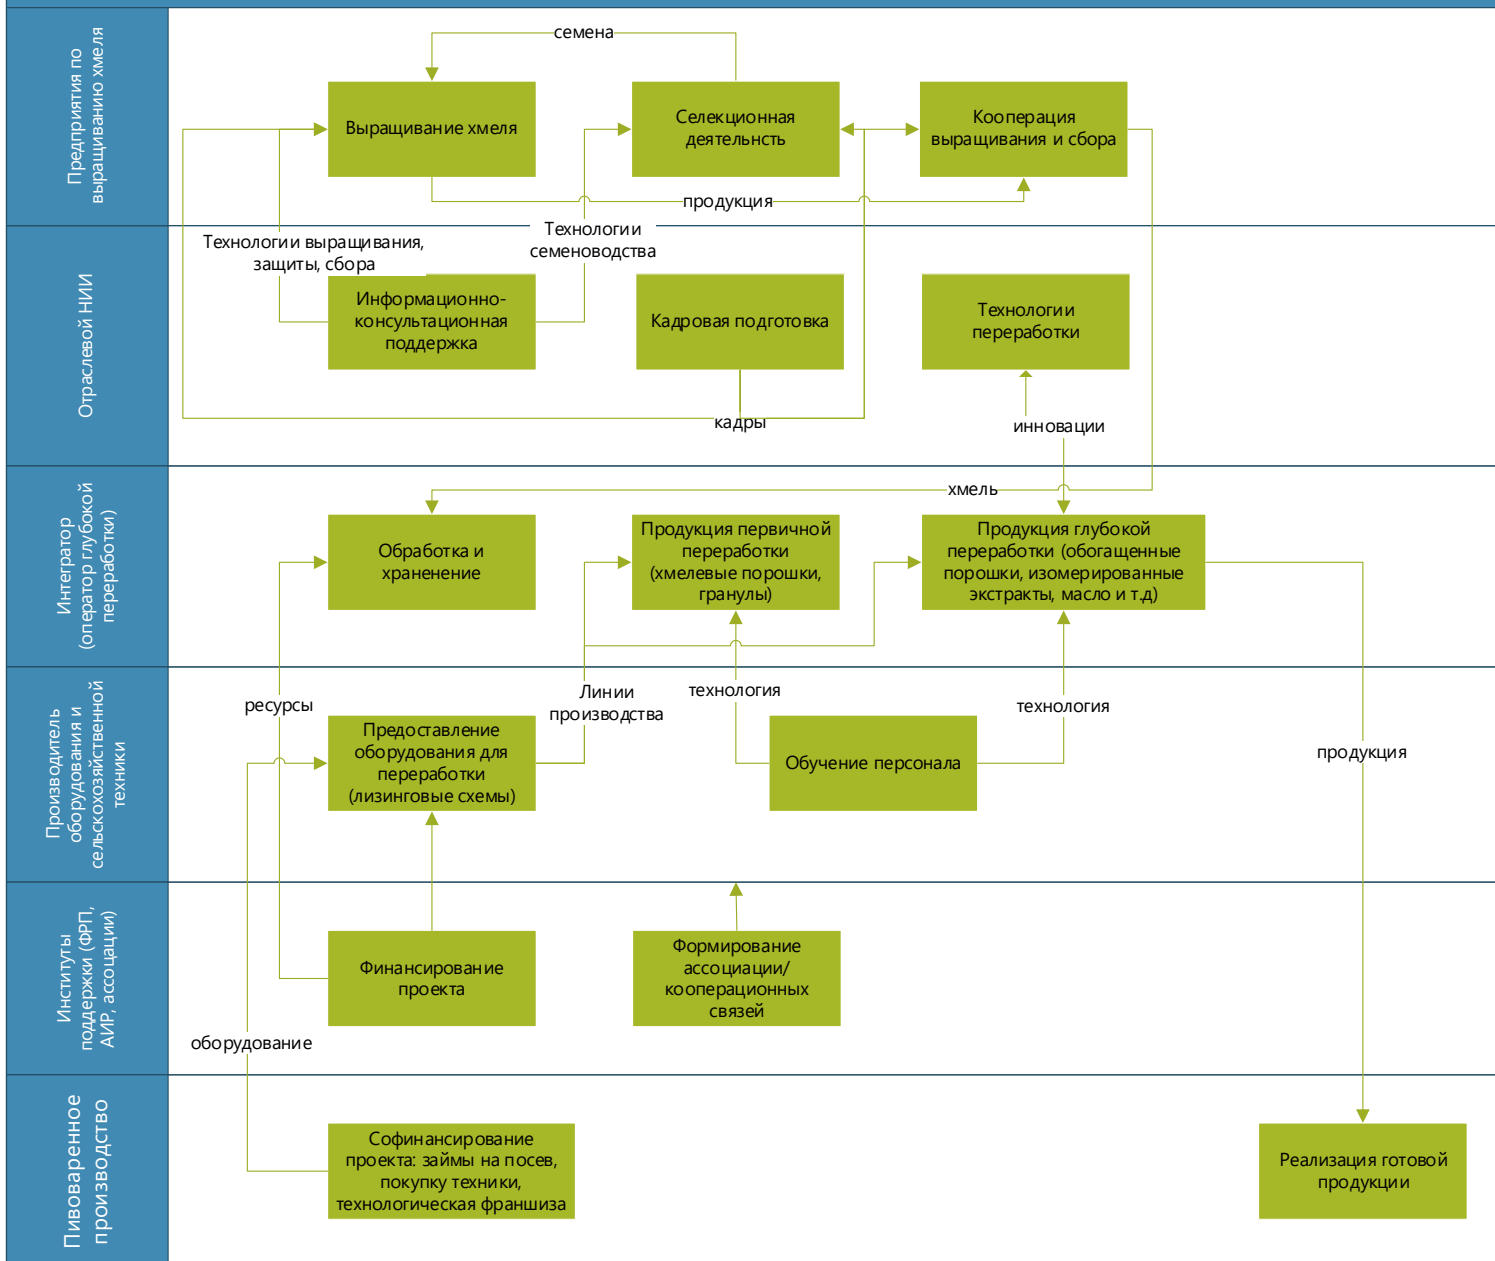 Предприятия по
выращиванию хмеля
семена
Выращивание хмеля
Селекционная
деятельнсть
Кооперация
выращивания и сбора
продукция
Отраслевой НИИ
Технологии выращивания,
защиты, сбора
Технологии
семеноводства
Информационно-
консультационная
поддержка
Кадровая подготовка
Технологии
переработки
кадры
инновации
Интегратор
(оператор глубокой
переработки)
хмель
Обработка и
храненение
Продукция первичной
переработки
(хмелевые порошки,
гранулы)
Продукция глубокой
переработки (обогащенные
порошки, изомерированные
экстракты, масло и т.д)
Производитель
оборудования и
сельскохозяйственной
техники
ресурсы
Линии
производства
технология
технология
Предоставление
оборудования для
переработки
(лизинговые схемы)
Обучение персонала
продукция
Институты
поддержки (ФРП,
АИР, ассоцации)
Финансирование
проекта
Формирование
ассоциации/
кооперационных
связей
оборудование
Пивоваренное
производство
Софинансирование
проекта: займы на посев,
покупку техники,
технологическая франшиза
Реализация готовой
продукции